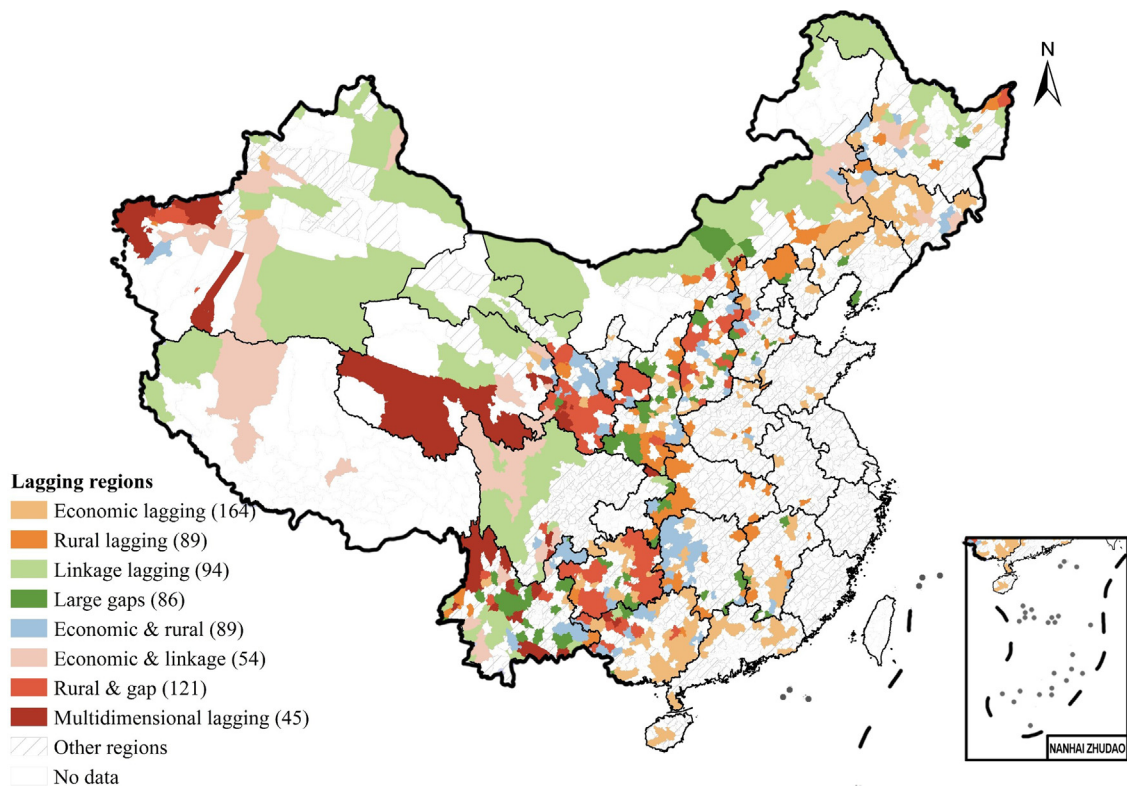 N
Lagging regions
Economic lagging (164)
Rural lagging (89)
Linkage lagging (94)
Large gaps (86)
Economic & rural (89)
Economic & linkage (54)
Rural & gap (121)
Multidimensional lagging (45)
Other regions
No data
NANHAI ZHUDAO